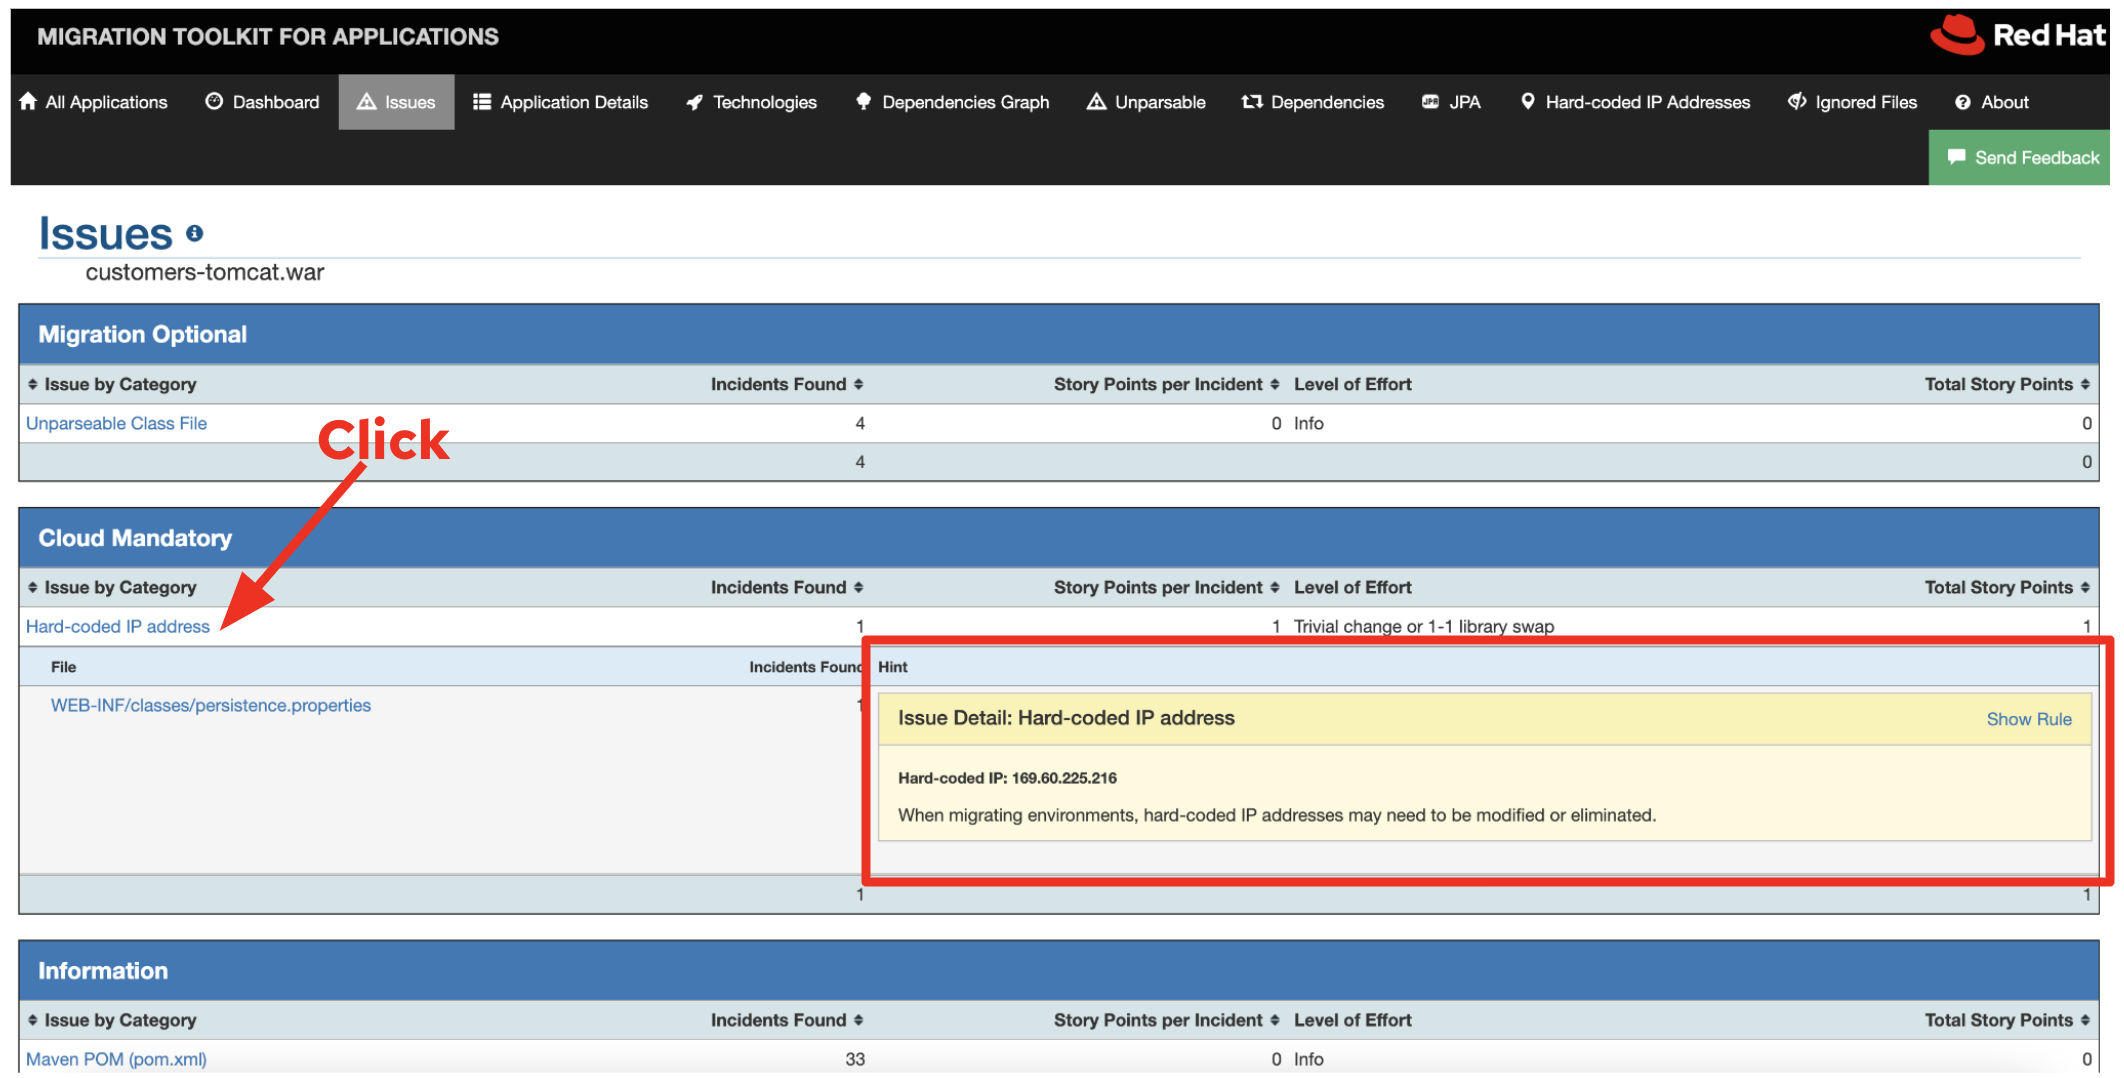 MIGRATION TOOLKIT FOR APPLICATIONS
Red Hat
All Applications Dashboard Issues Application Details Technologies Dependencies Graph Unparsable Dependencies JPA Hard-coded IP Addresses Ignored Files About
Send Feedback
Issues
customers-tomcat.war
Migration Optional
Issue by Category Incidents Found Story Points per Incident Level of Effort Total Story Points
Unparseable Class File 4 0 Info 0
Click
4 0
Cloud Mandatory
Issue by Category Incidents Found Story Points per Incident Level of Effort Total Story Points
Hard-coded IP address 1 1 Trivial change or 1-1 library swap 1
File Incidents Found Hint
WEB-INF/classes/persistence.properties 1
Issue Detail: Hard-coded IP address Show Rule
Hard-coded IP: 169.60.225.216
When migrating environments, hard-coded IP addresses may need to be modified or eliminated.
1 1
Information
Issue by Category Incidents Found Story Points per Incident Level of Effort Total Story Points
Maven POM (pom.xml) 33 0 Info 0